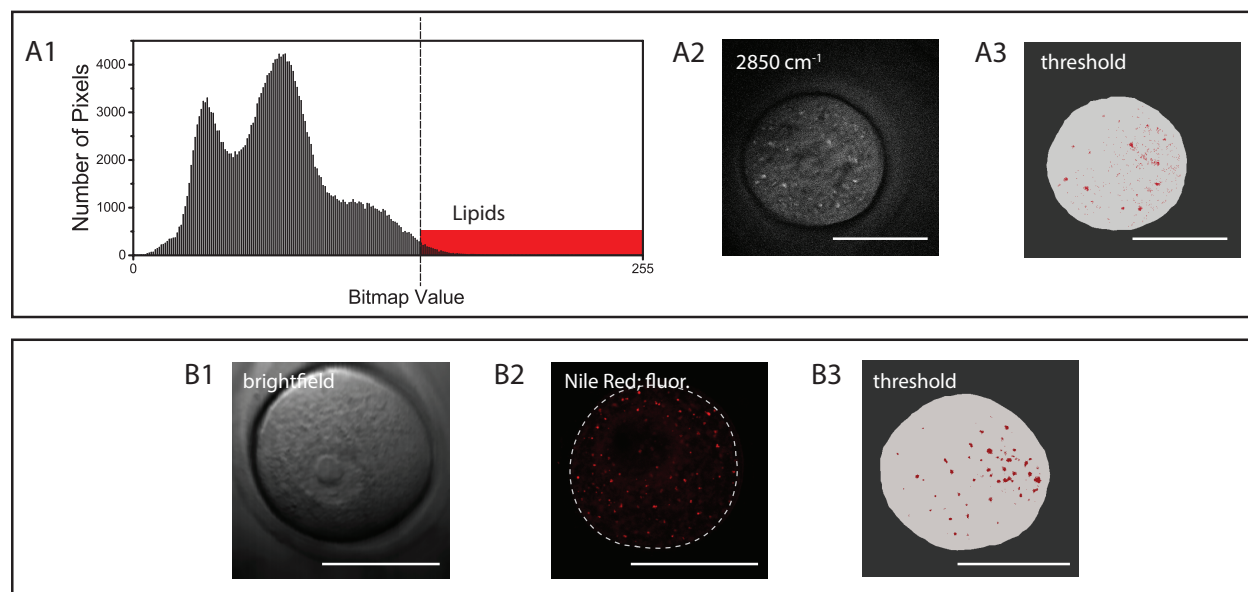 A1
Number of Pixels
4000
3000
2000
1000
0
Lipids
0
255
Bitmap Value
A2
2850 cm⁻¹
A3
threshold
B1
brightfield
B2
Nile Red; fluor.
B3
threshold